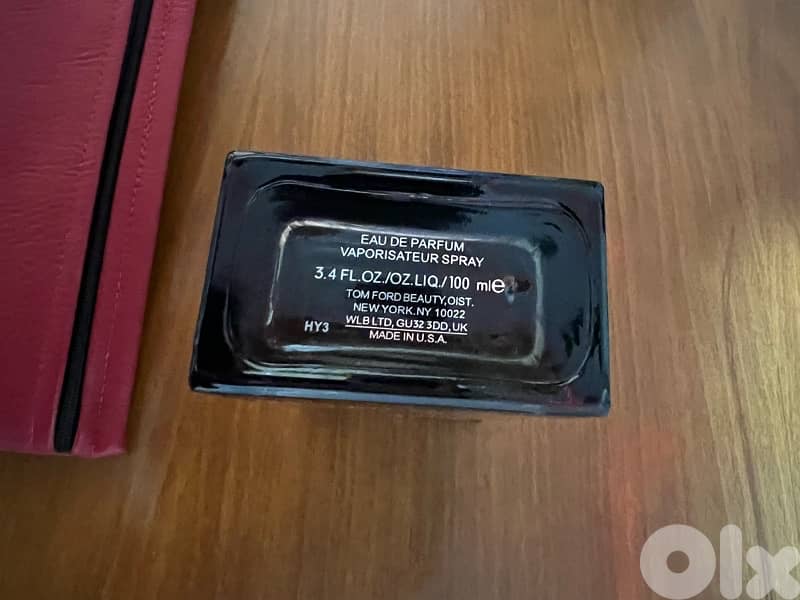 EAU DE PARFUM
VAPORISATEUR SPRAY
3.4 FL.OZ./OZ.LIQ./100 ml e
TOM FORD BEAUTY,OIST.
NEW YORK.NY 10022
HY3
WLB LTD, GU32 3DD, UK
MADE IN U.S.A.
Olx